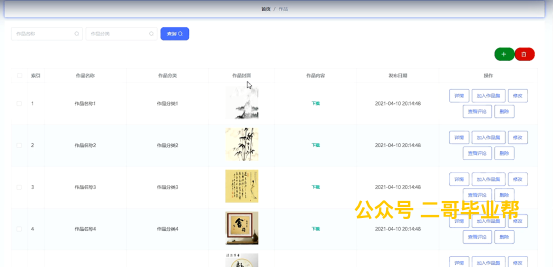 首页 / 作品
作品名称 作品分类 查询
索引 作品名称 作品分类 作品封面 作品内容 发布日期 操作
1 作品名称1 作品分类1 下载 2021-04-10 20:14:46 详情 加入作品集 修改
查看评论 删除
2 作品名称2 作品分类2 下载 2021-04-10 20:14:46 详情 加入作品集 修改
查看评论 删除
3 作品名称3 作品分类3 下载 2021-04-10 20:14:46 详情 加入作品集 修改
查看评论 删除
公众号 二哥毕业帮
4 作品名称4 作品分类4 下载 2021-04-10 20:14:46 详情 加入作品集 修改
查看评论 删除